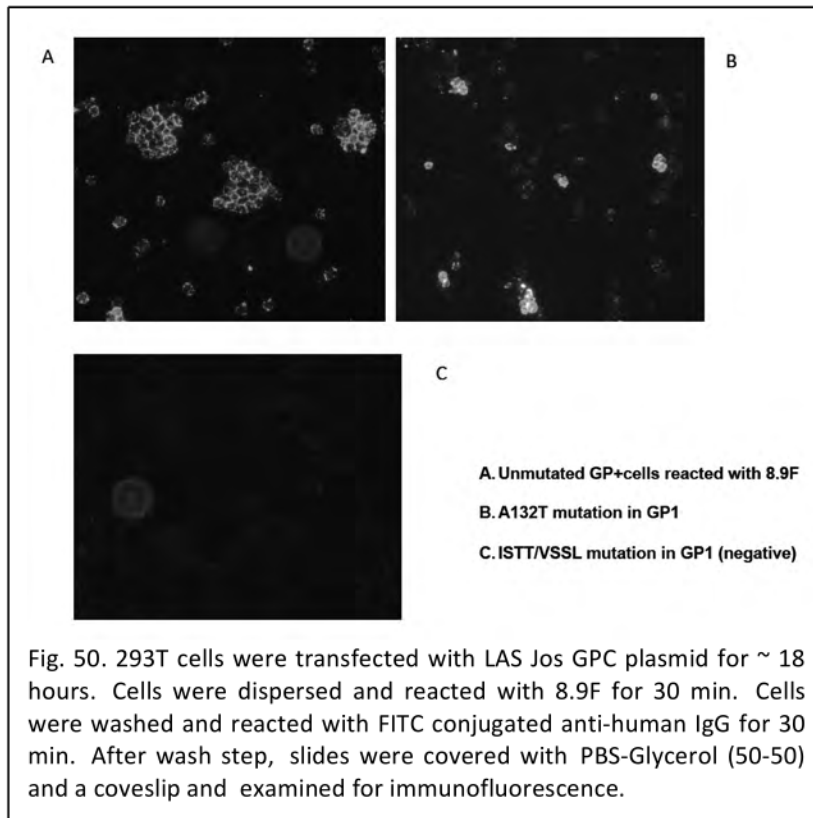 A
B
C
A. Unmutated GP+cells reacted with 8.9F
B. A132T mutation in GP1
C. ISTT/VSSL mutation in GP1 (negative)
Fig. 50. 293T cells were transfected with LAS Jos GPC plasmid for ~ 18
hours. Cells were dispersed and reacted with 8.9F for 30 min. Cells
were washed and reacted with FITC conjugated anti-human IgG for 30
min. After wash step, slides were covered with PBS-Glycerol (50-50)
and a coveslip and examined for immunofluorescence.